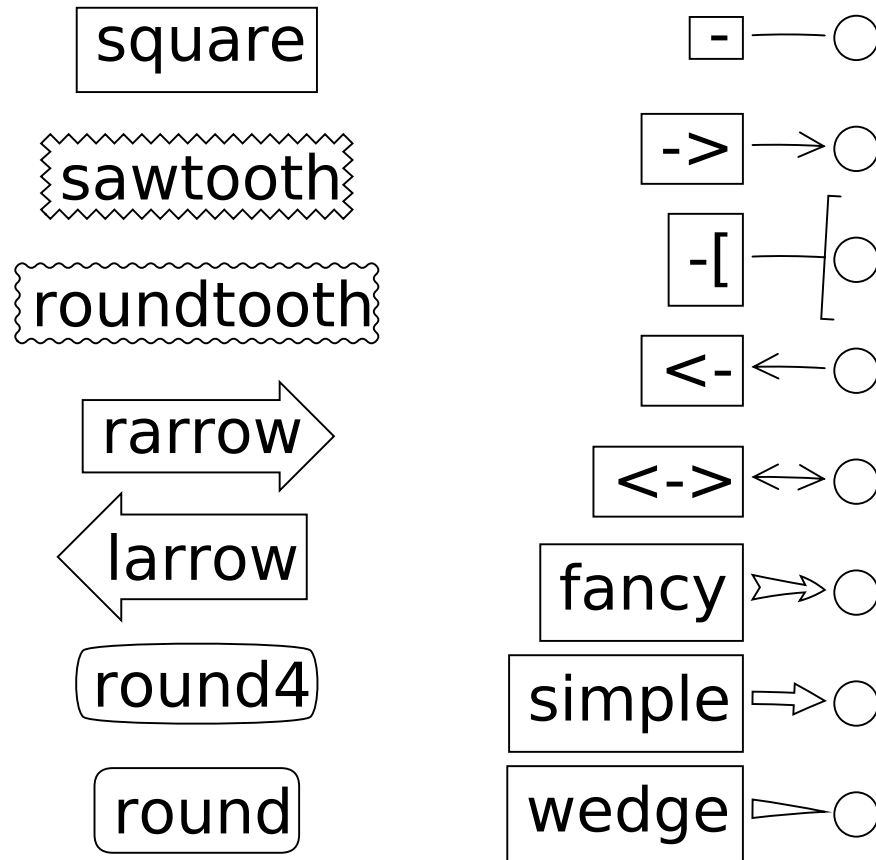 square
sawtooth
roundtooth
rarrow
larrow
round4
round
-
->
-[
<-
<->
fancy
simple
wedge